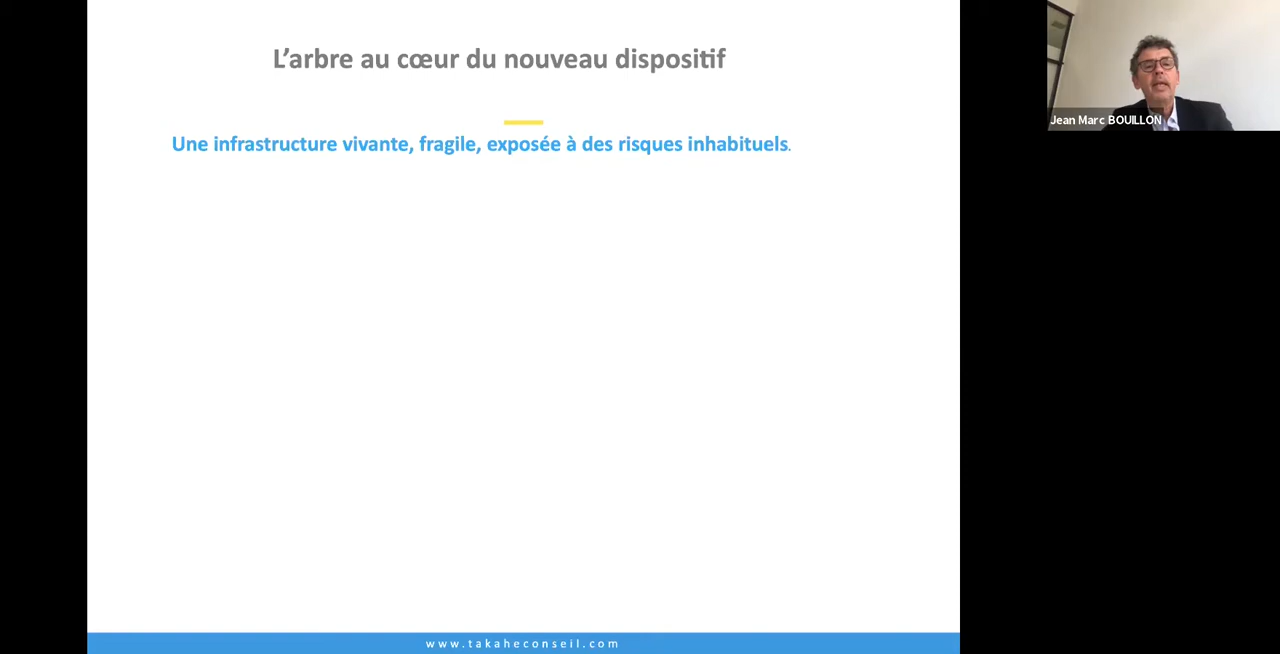 L'arbre au cœur du nouveau dispositif
Une infrastructure vivante, fragile, exposée à des risques inhabituels.
Jean Marc BOUILLON
www.takaheconseil.com